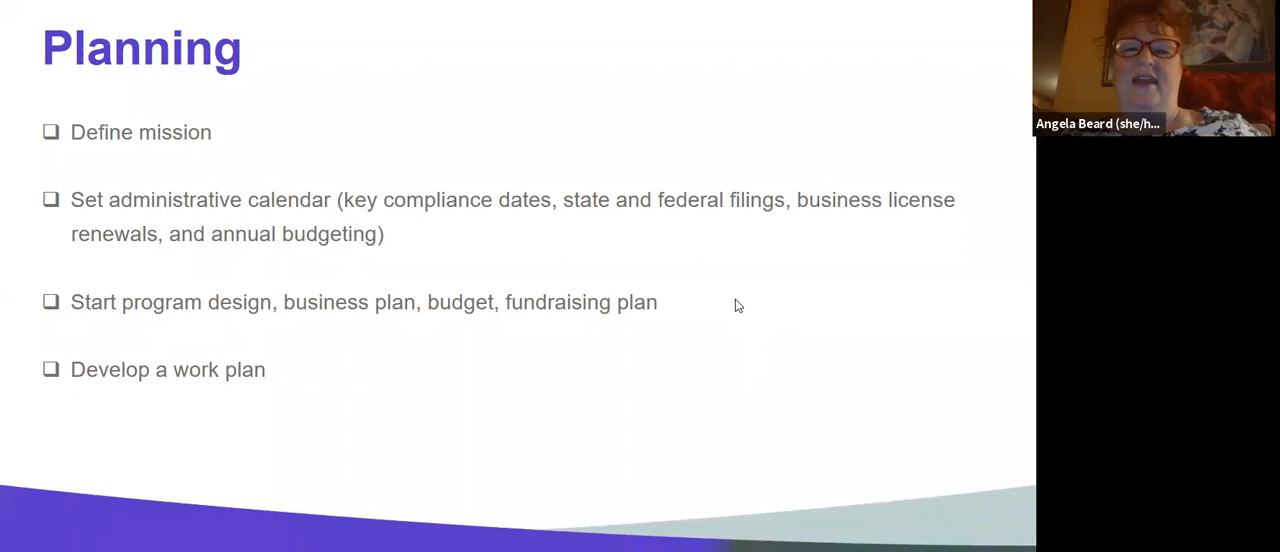 Planning
❑ Define mission
❑ Set administrative calendar (key compliance dates, state and federal filings, business license
renewals, and annual budgeting)
❑ Start program design, business plan, budget, fundraising plan
❑ Develop a work plan
Angela Beard (she/h...